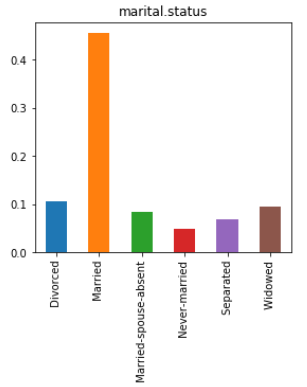 marital.status
0.4
0.3
0.2
0.1
0.0
Divorced
Married
Married-spouse-absent
Never-married
Separated
Widowed